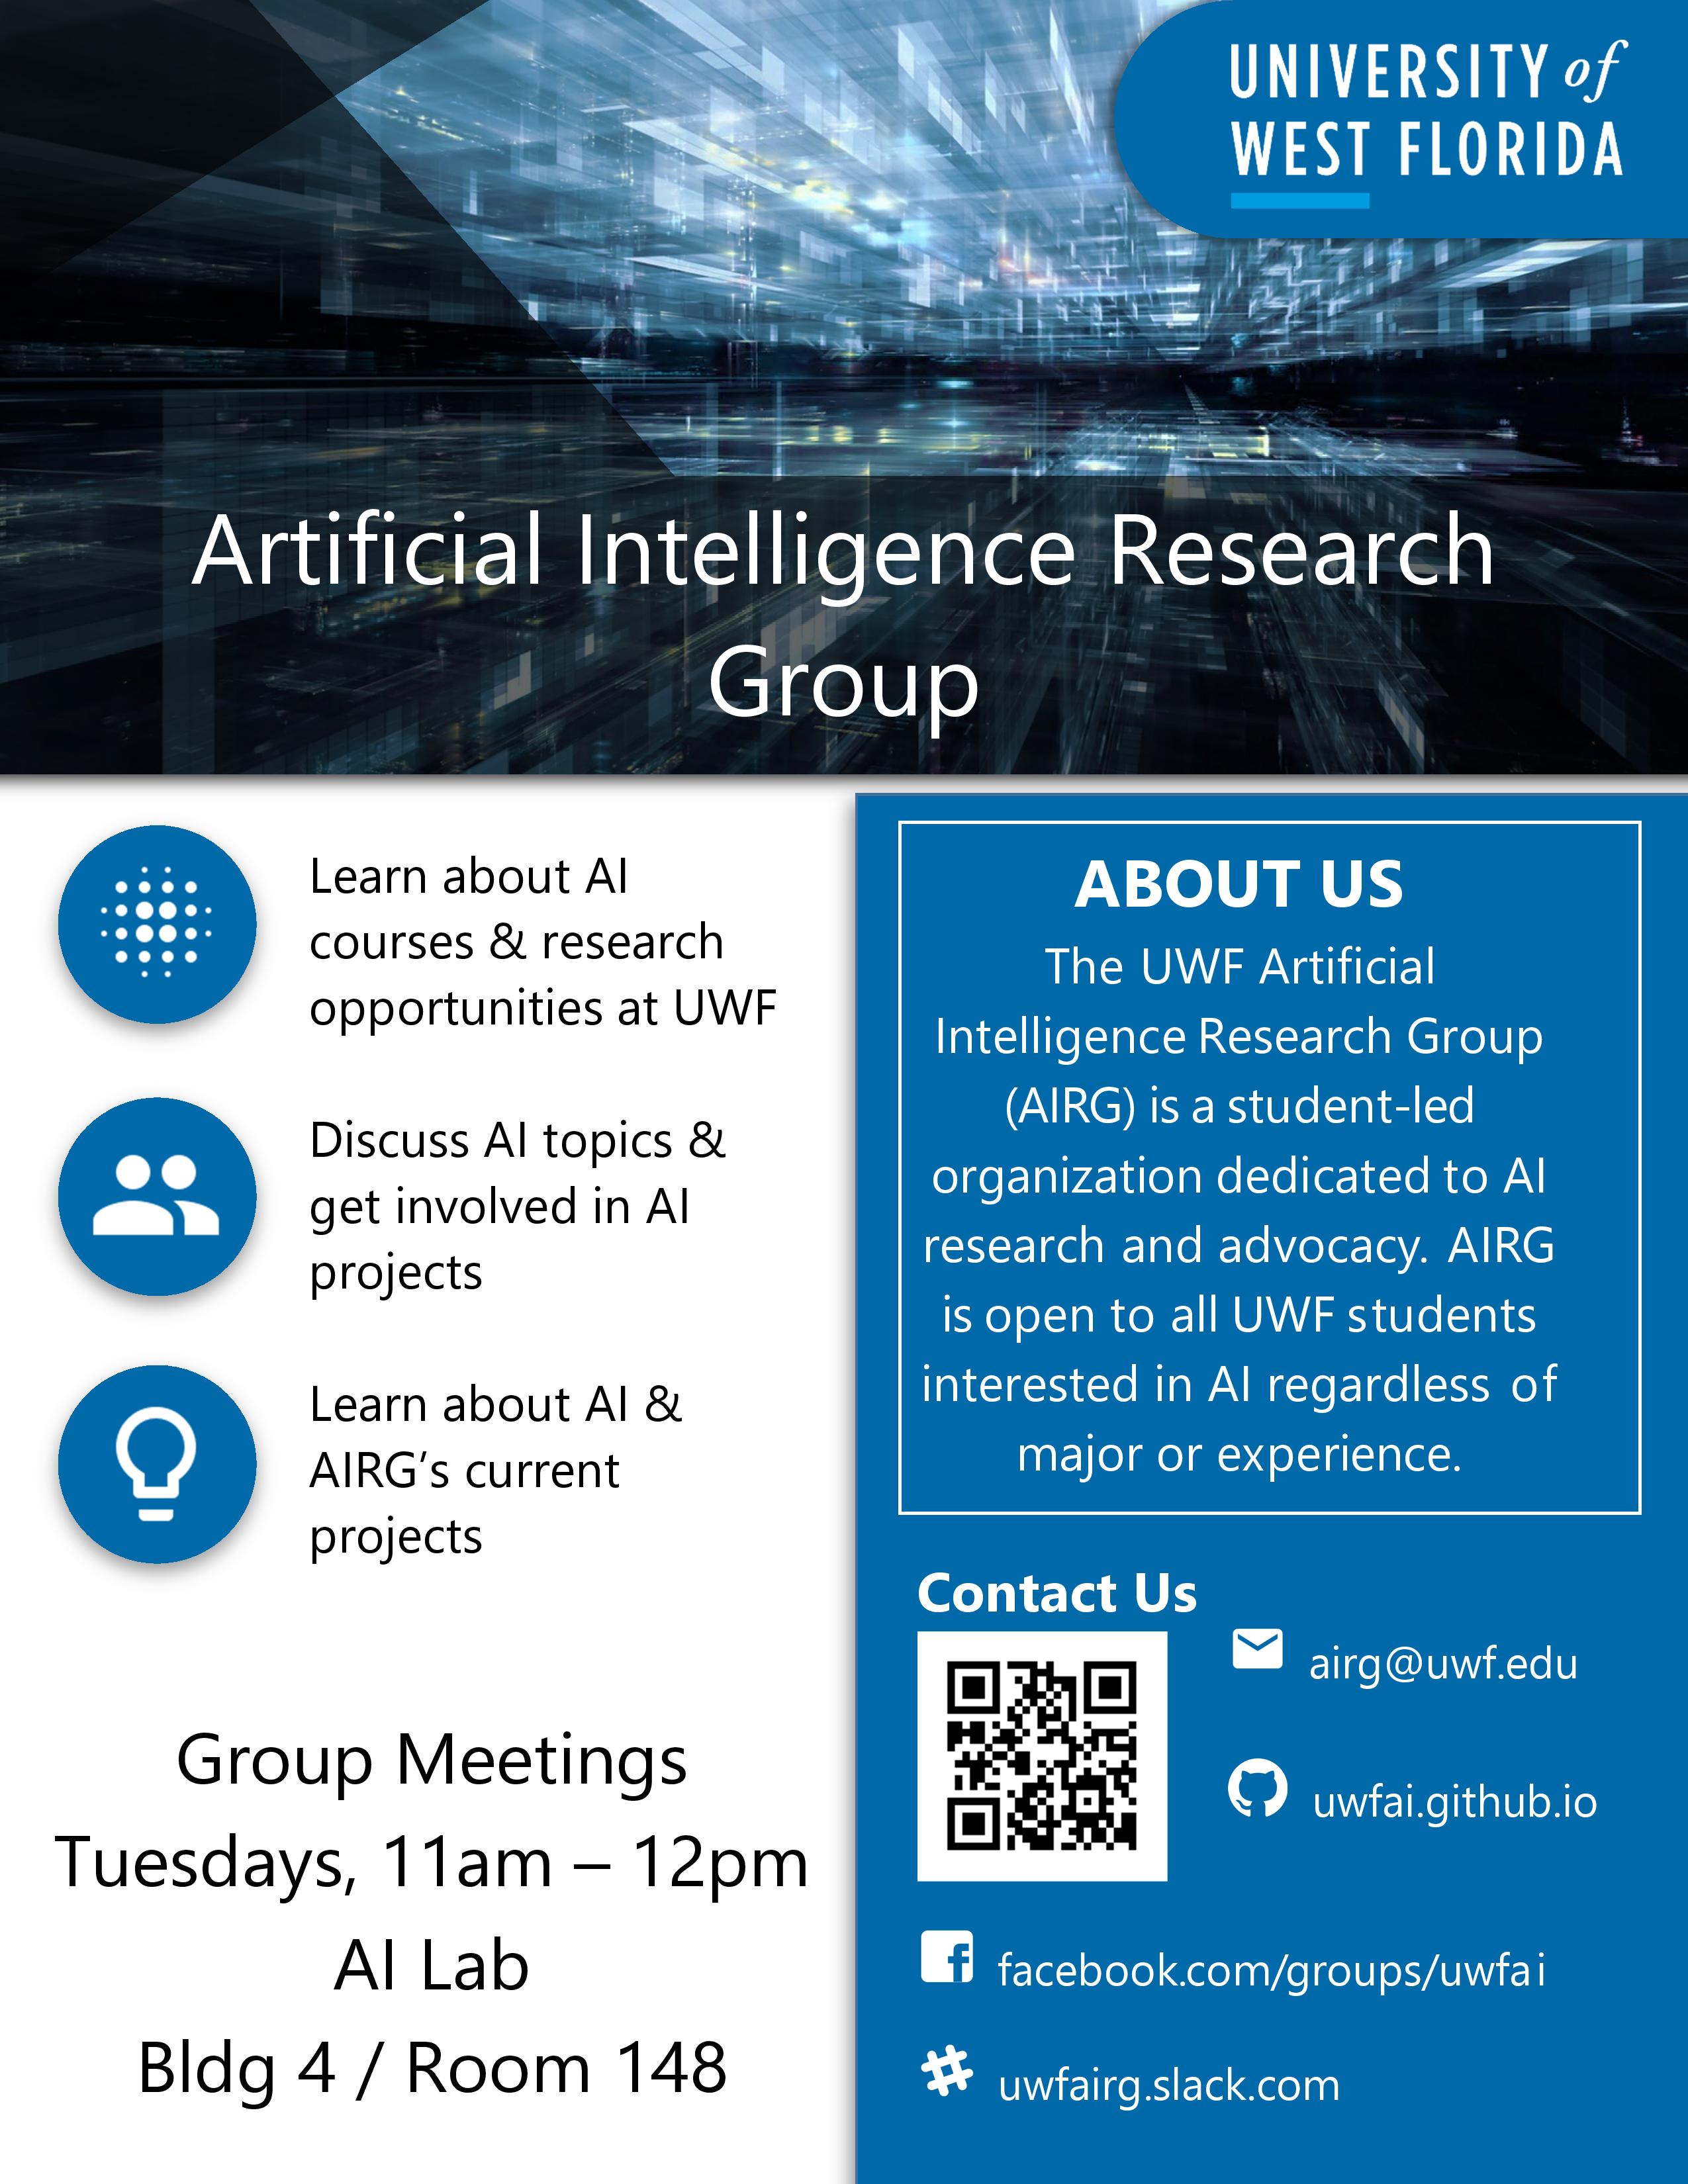 UNIVERSITY of
WEST FLORIDA
Artificial Intelligence Research
Group
Learn about AI
courses & research
opportunities at UWF
Discuss AI topics &
get involved in AI
projects
Learn about AI &
AIRG’s current
projects
Group Meetings
Tuesdays, 11am – 12pm
AI Lab
Bldg 4 / Room 148
ABOUT US
The UWF Artificial
Intelligence Research Group
(AIRG) is a student-led
organization dedicated to AI
research and advocacy. AIRG
is open to all UWF students
interested in AI regardless of
major or experience.
Contact Us
airg@uwf.edu
uwfai.github.io
facebook.com/groups/uwfai
uwfairg.slack.com